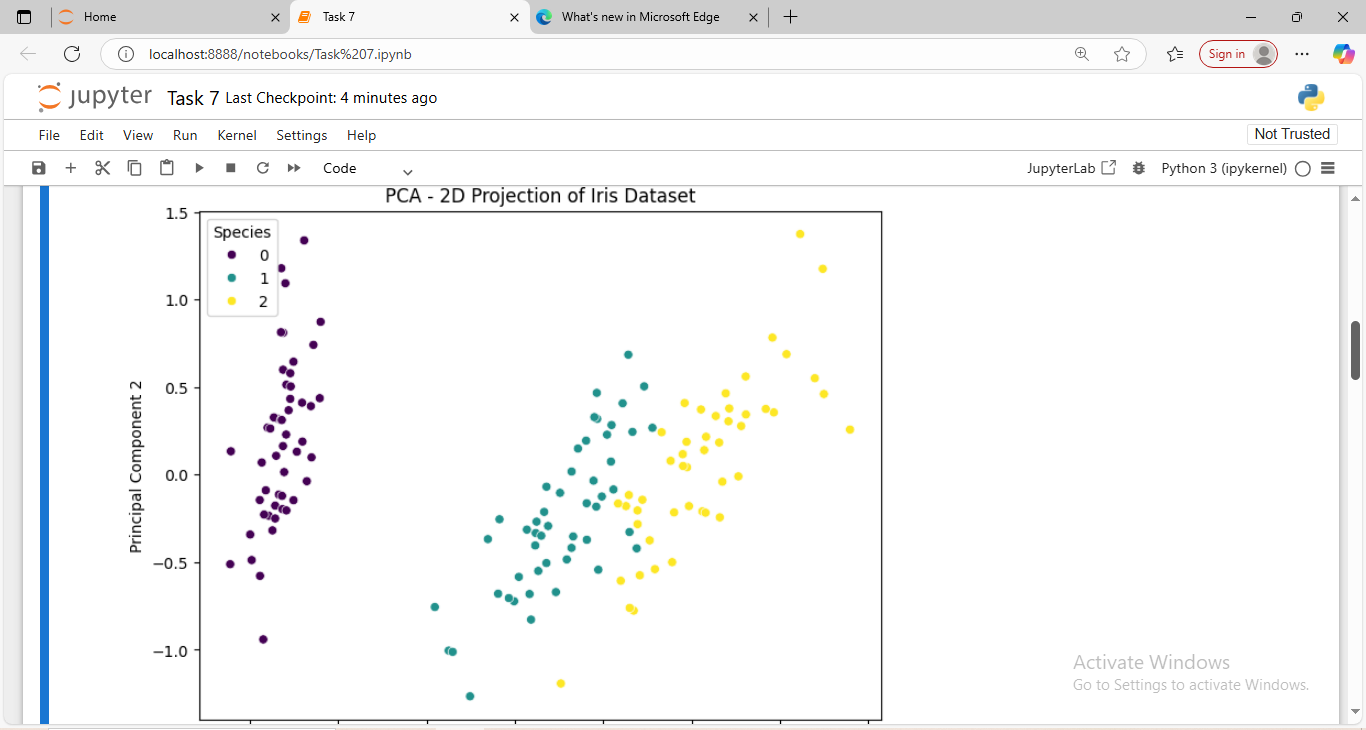 Home
Task 7
What's new in Microsoft Edge
localhost:8888/notebooks/Task%207.ipynb
Sign in
jupyter Task 7 Last Checkpoint: 4 minutes ago
File Edit View Run Kernel Settings Help
Not Trusted
Code
JupyterLab
Python 3 (ipykernel)
PCA - 2D Projection of Iris Dataset
Species
0
1
2
1.5
1.0
0.5
0.0
−0.5
−1.0
Principal Component 2
Activate Windows
Go to Settings to activate Windows.